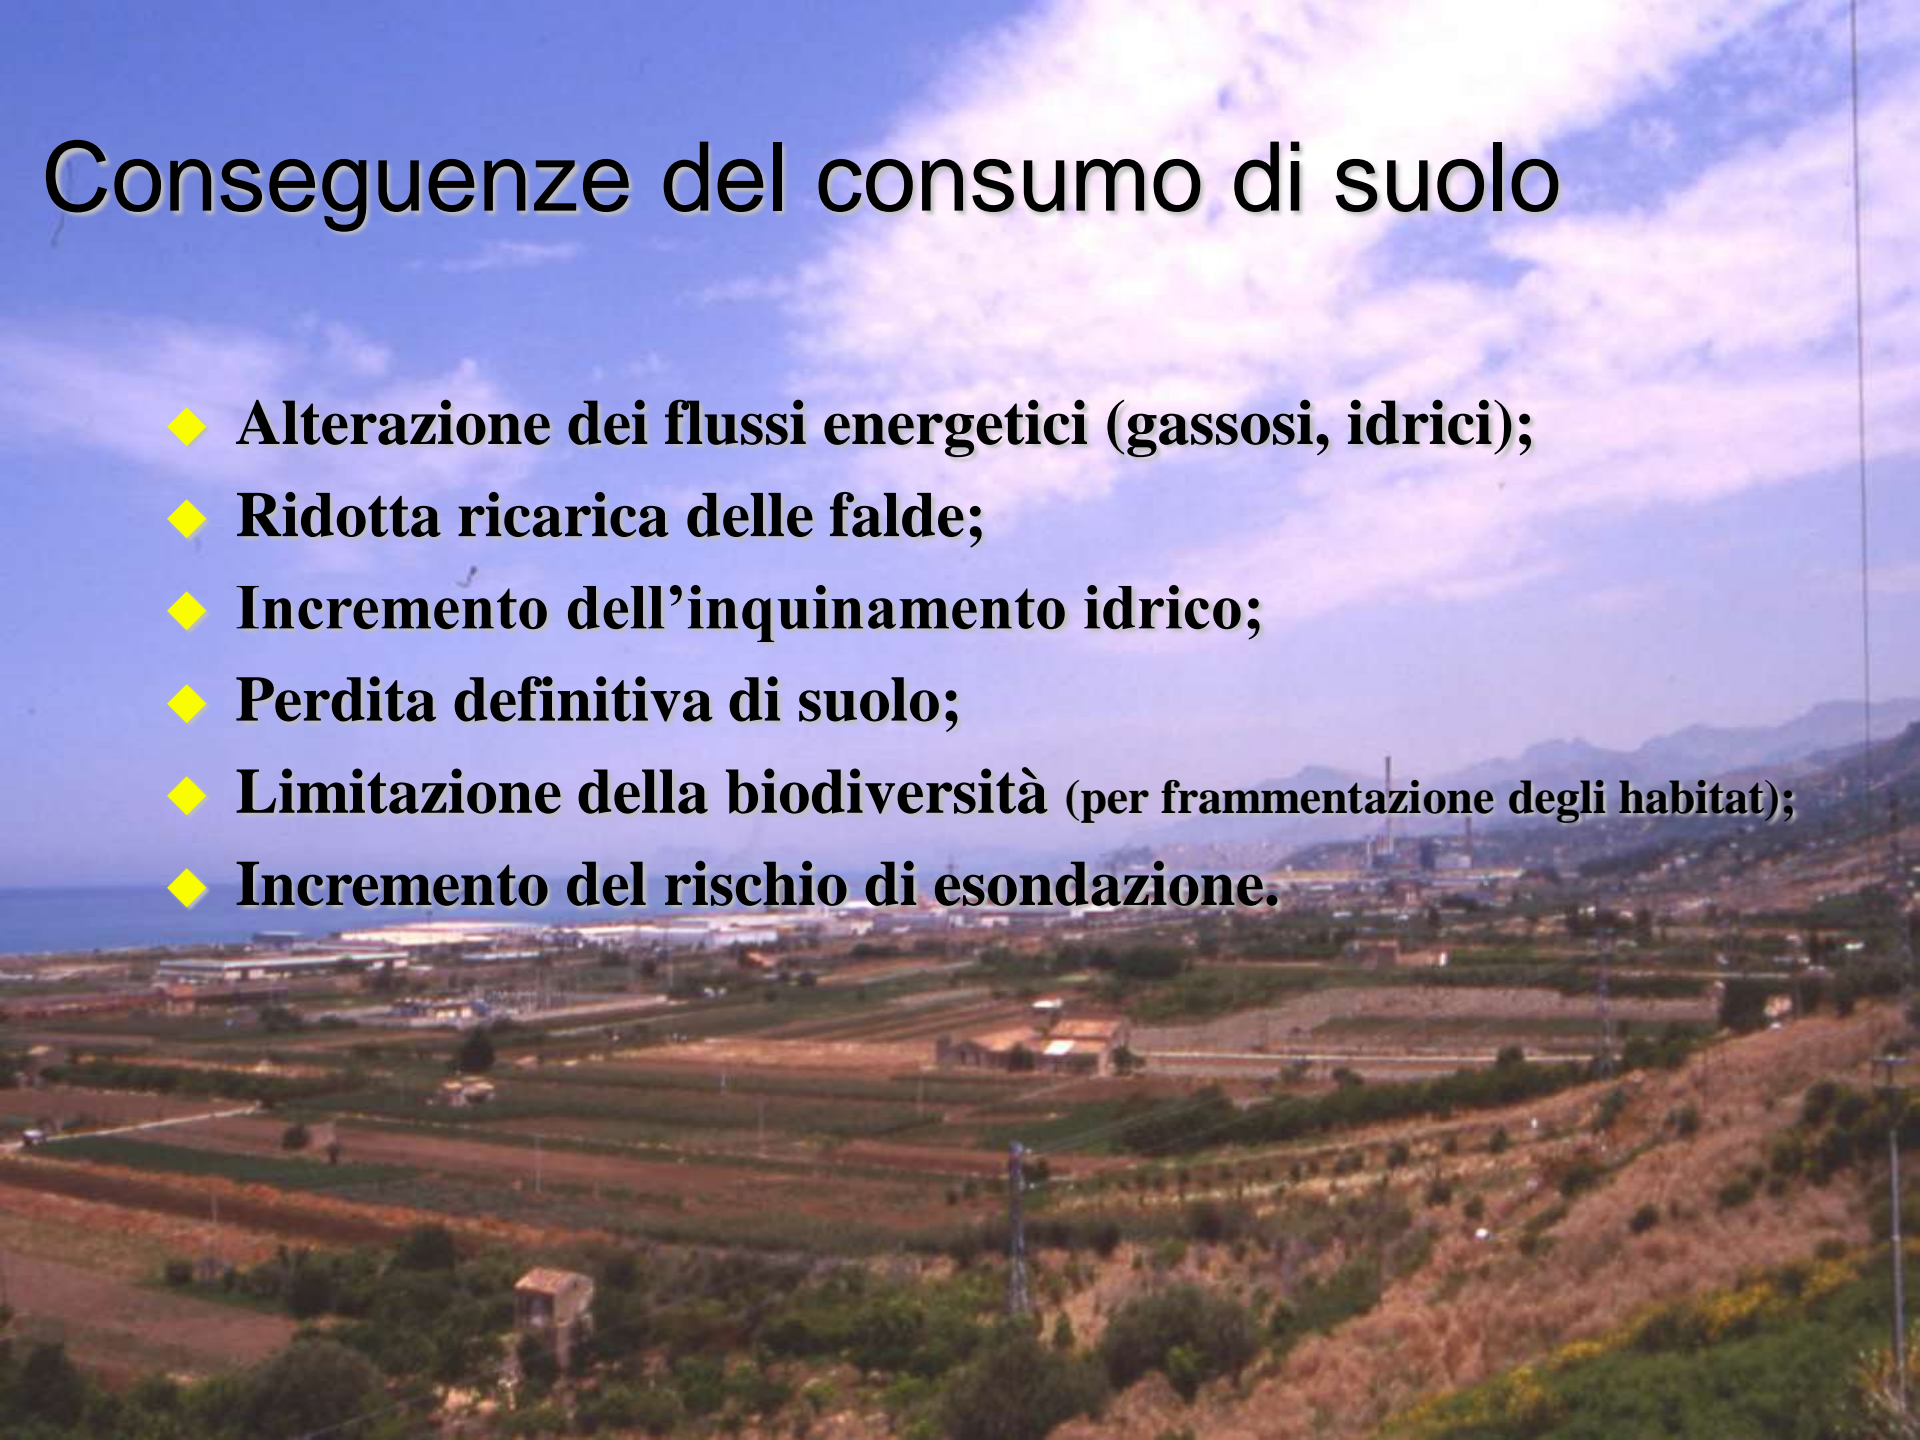 Conseguenze del consumo di suolo
Alterazione dei flussi energetici (gassosi, idrici);
Ridotta ricarica delle falde;
Incremento dell’inquinamento idrico;
Perdita definitiva di suolo;
Limitazione della biodiversità (per frammentazione degli habitat);
Incremento del rischio di esondazione.